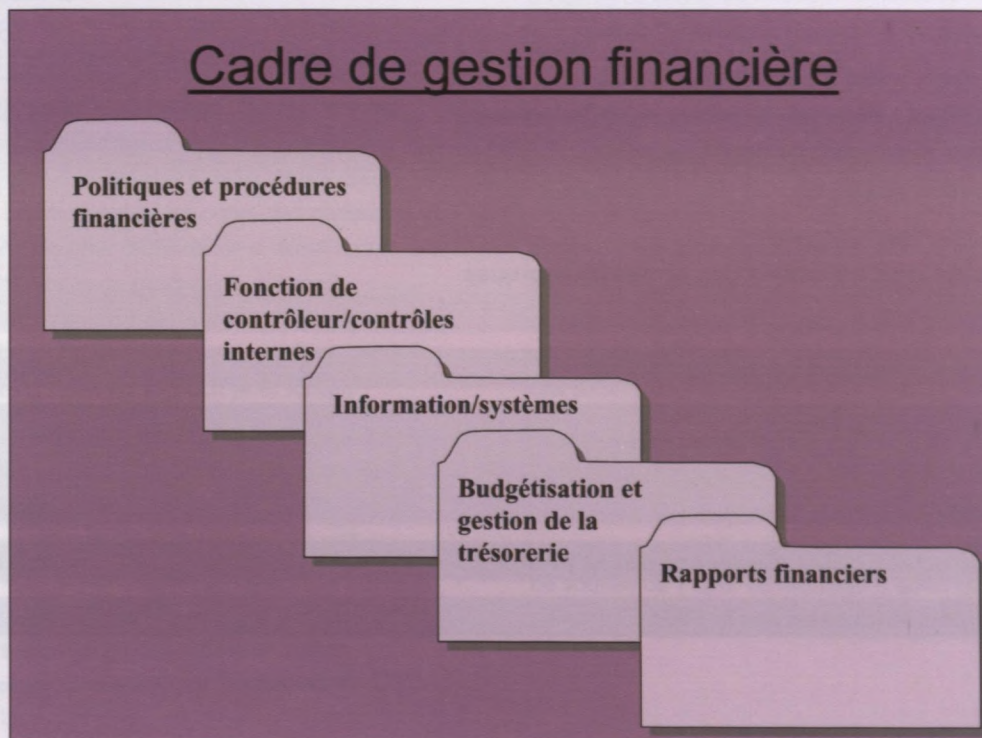 Cadre de gestion financière
Politiques et procédures
financières
Fonction de
contrôleur/contrôles
internes
Information/systèmes
Budgétisation et
gestion de la
trésorerie
Rapports financiers